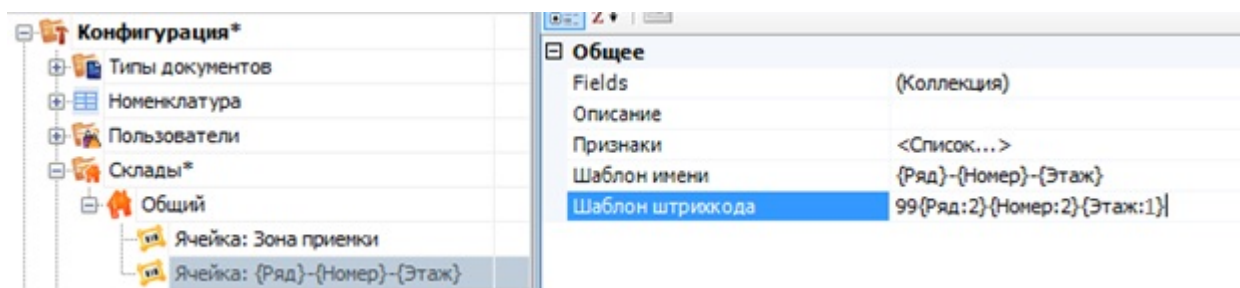 Конфигурация*
Типы документов
Номенклатура
Пользователи
Склады*
Общий
Ячейка: Зона приемки
Ячейка: {Ряд}-{Номер}-{Этаж}
Общее
Fields (Коллекция)
Описание
Признаки <Список...>
Шаблон имени {Ряд}-{Номер}-{Этаж}
Шаблон штрихкода 99{Ряд:2}{Номер:2}{Этаж:1}